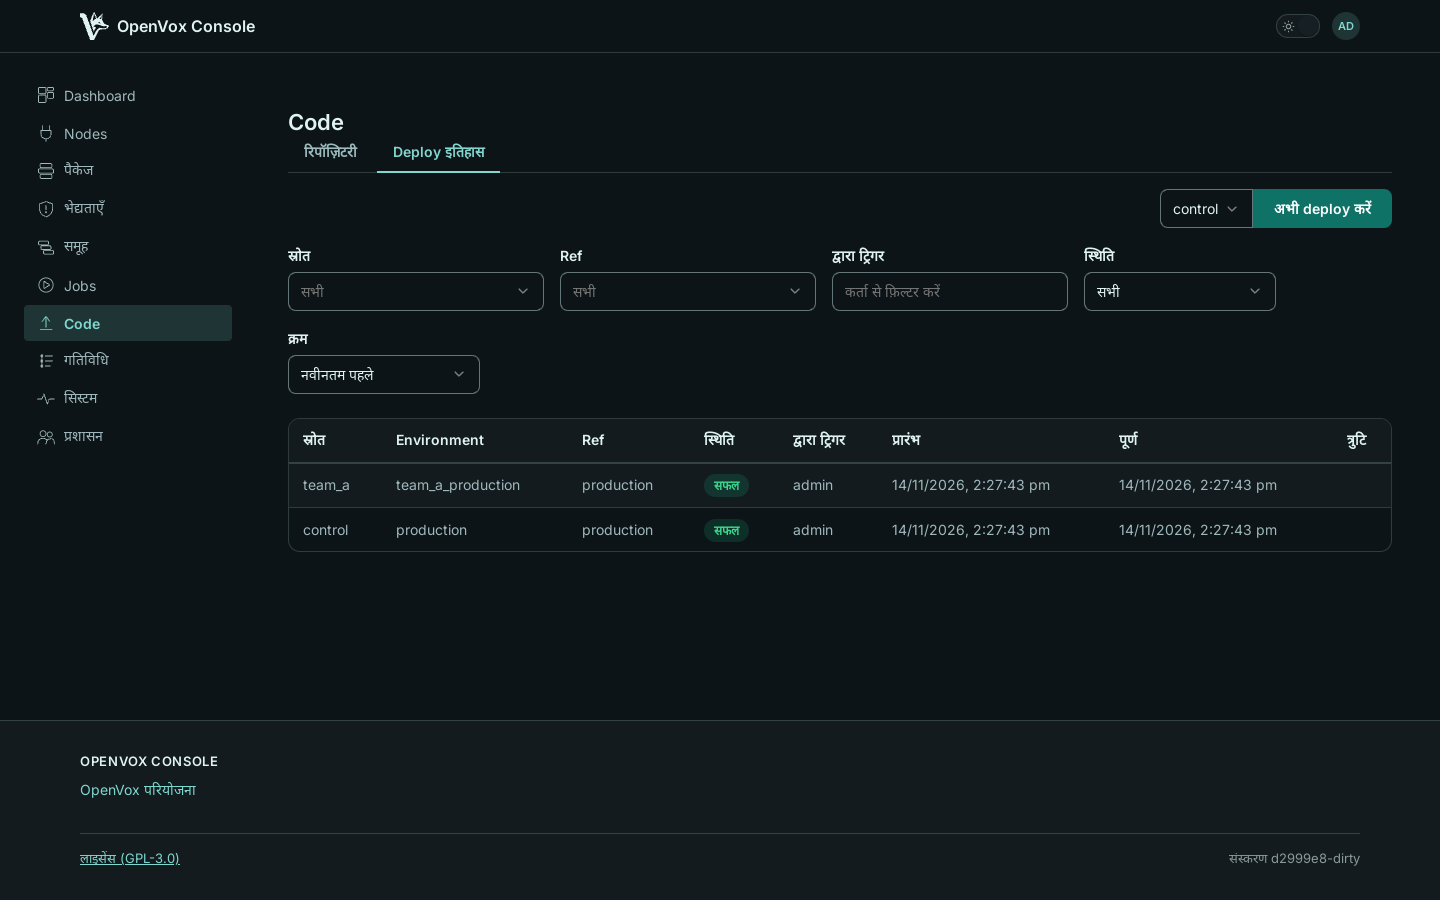 OpenVox Console
AD
Dashboard
Nodes
पैकेज
भेद्यताएँ
समूह
Jobs
Code
गतिविधि
सिस्टम
प्रशासन
Code
रिपॉज़िटरी Deploy इतिहास
control अभी deploy करें
स्रोत Ref द्वारा ट्रिगर स्थिति
सभी सभी कर्ता से फ़िल्टर करें सभी
क्रम
नवीनतम पहले
स्रोत Environment Ref स्थिति द्वारा ट्रिगर प्रारंभ पूर्ण त्रुटि
team_a team_a_production production सफल admin 14/11/2026, 2:27:43 pm 14/11/2026, 2:27:43 pm
control production production सफल admin 14/11/2026, 2:27:43 pm 14/11/2026, 2:27:43 pm
OPENVOX CONSOLE
OpenVox परियोजना
लाइसेंस (GPL-3.0) संस्करण d2999e8-dirty